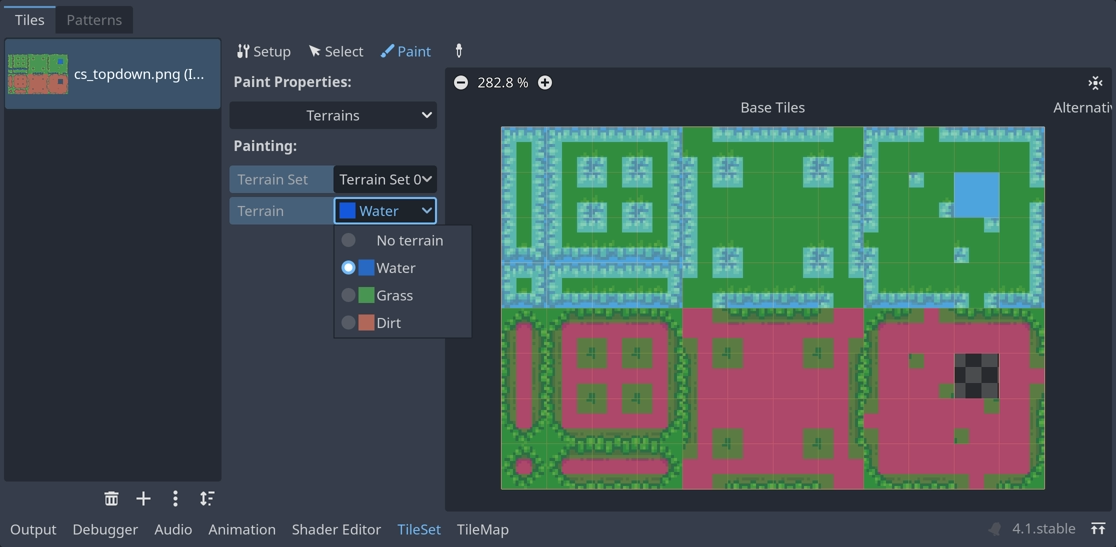 Tiles Patterns
cs_topdown.png (I...
Setup Select Paint
Paint Properties:
Terrains
Painting:
Terrain Set Terrain Set 0
Terrain Water
No terrain
Water
Grass
Dirt
282.8 %
Base Tiles Alternati
Output Debugger Audio Animation Shader Editor TileSet TileMap 4.1.stable